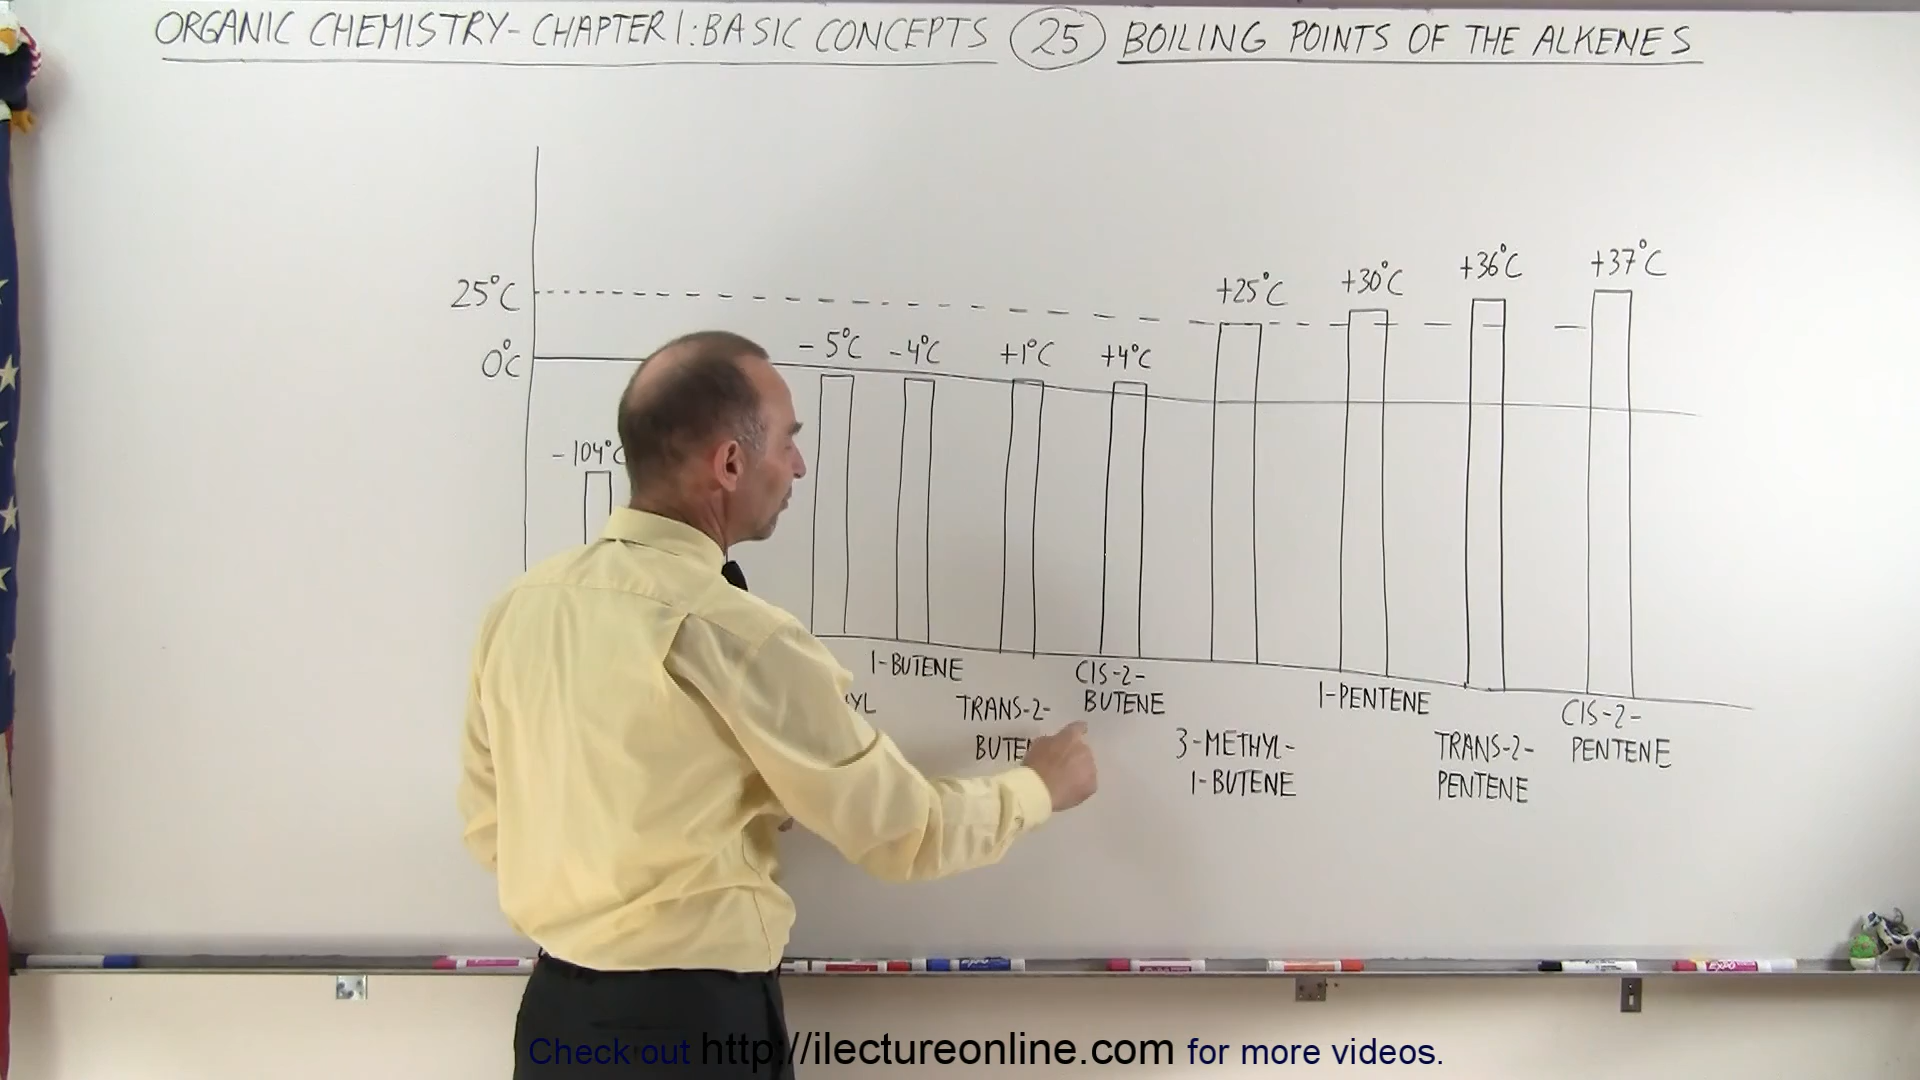 ORGANIC CHEMISTRY- CHAPTER 1: BASIC CONCEPTS 25 BOILING POINTS OF THE ALKENES
25°C
0°C
-104°C
-5°C
-4°C
+1°C
+4°C
+25°C
+30°C
+36°C
+37°C
1-BUTENE
TRANS-2-
CIS-2-
BUTENE
3-METHYL-
1-BUTENE
1-PENTENE
TRANS-2-
PENTENE
CIS-2-
PENTENE
Check out http://ilectureonline.com for more videos.